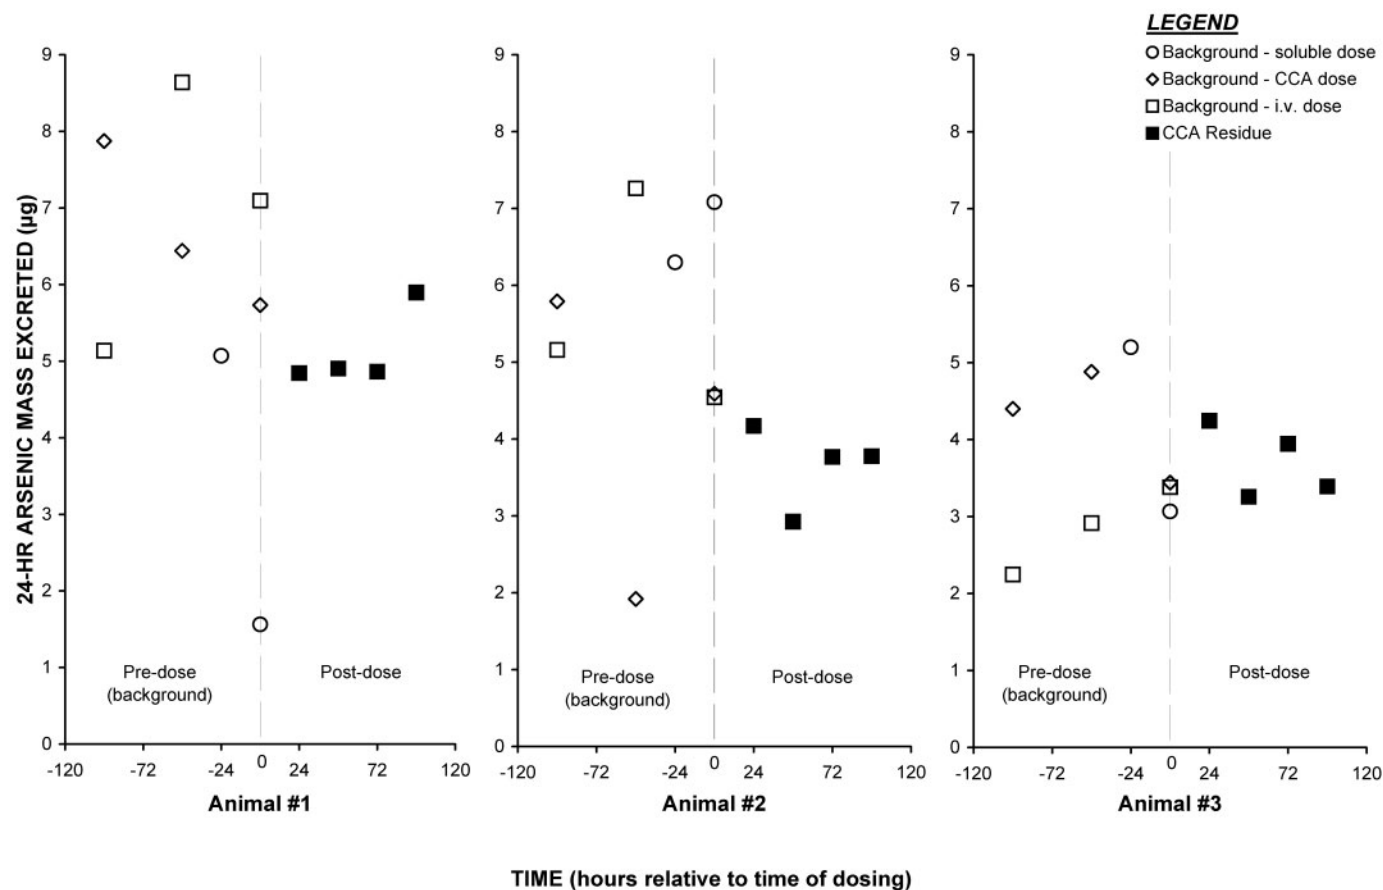 LEGEND
Background - soluble dose
Background - CCA dose
Background - i.v. dose
CCA Residue
24-HR ARSENIC MASS EXCRETED (µg)
9
8
7
6
5
4
3
2
1
0
Pre-dose
(background)
Post-dose
-120 -72 -24 0 24 72 120
Animal #1
9
8
7
6
5
4
3
2
1
0
Pre-dose
(background)
Post-dose
-120 -72 -24 0 24 72 120
Animal #2
9
8
7
6
5
4
3
2
1
0
Pre-dose
(background)
Post-dose
-120 -72 -24 0 24 72 120
Animal #3
TIME (hours relative to time of dosing)